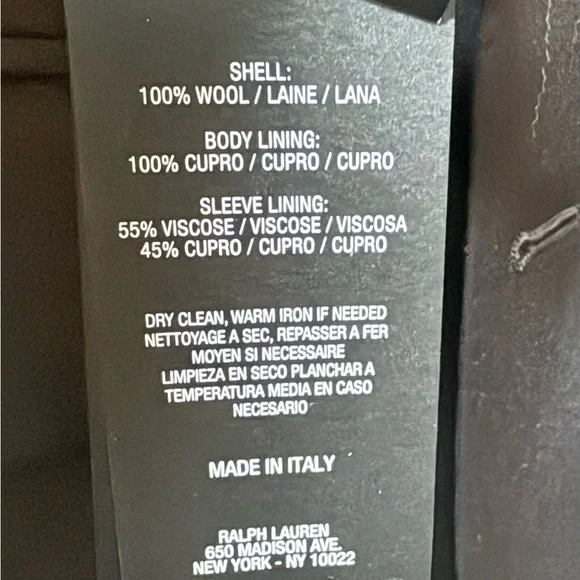 SHELL:
100% WOOL / LAINE / LANA
BODY LINING:
100% CUPRO / CUPRO / CUPRO
SLEEVE LINING:
55% VISCOSE / VISCOSE / VISCOSA
45% CUPRO / CUPRO / CUPRO
DRY CLEAN, WARM IRON IF NEEDED
NETTOYAGE A SEC, REPASSER A FER
MOYEN SI NECESSAIRE
LIMPIEZA EN SECO PLANCHAR A
TEMPERATURA MEDIA EN CASO
NECESARIO
MADE IN ITALY
RALPH LAUREN
650 MADISON AVE.
NEW YORK - NY 10022